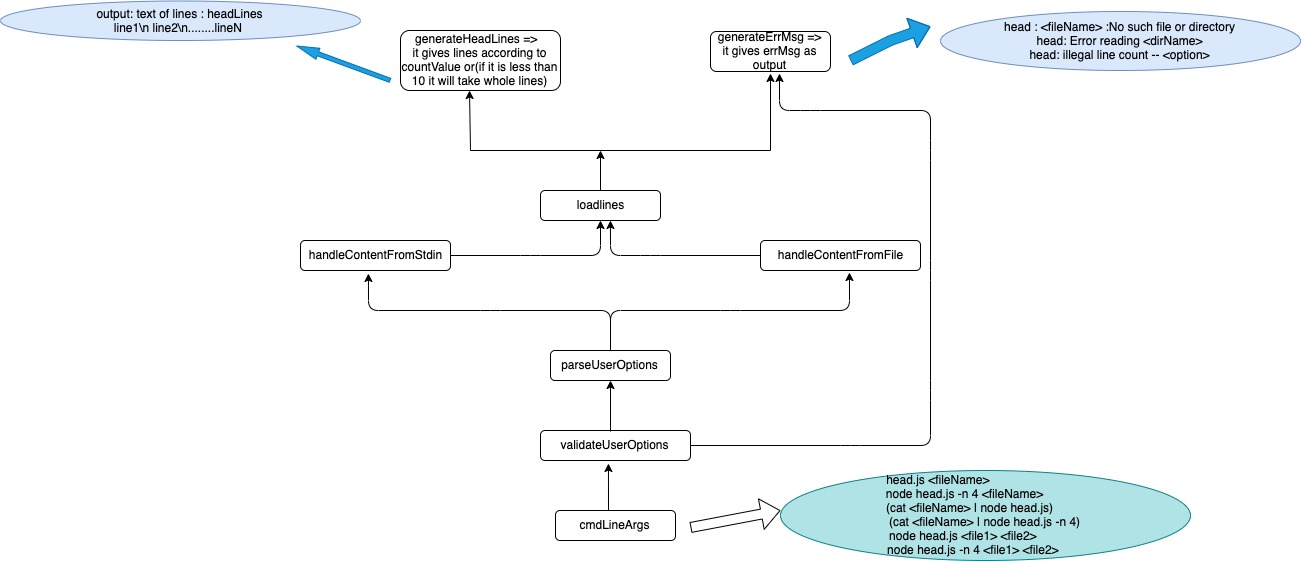 output: text of lines : headLines
line1\n line2\n........lineN
generateHeadLines =>
it gives lines according to
countValue or(if it is less than
10 it will take whole lines)
generateErrMsg =>
it gives errMsg as
output
head : <fileName> :No such file or directory
head: Error reading <dirName>
head: illegal line count -- <option>
loadlines
handleContentFromStdin
handleContentFromFile
parseUserOptions
validateUserOptions
cmdLineArgs
head.js <fileName>
node head.js -n 4 <fileName>
(cat <fileName> | node head.js)
(cat <fileName> | node head.js -n 4)
node head.js <file1> <file2>
node head.js -n 4 <file1> <file2>